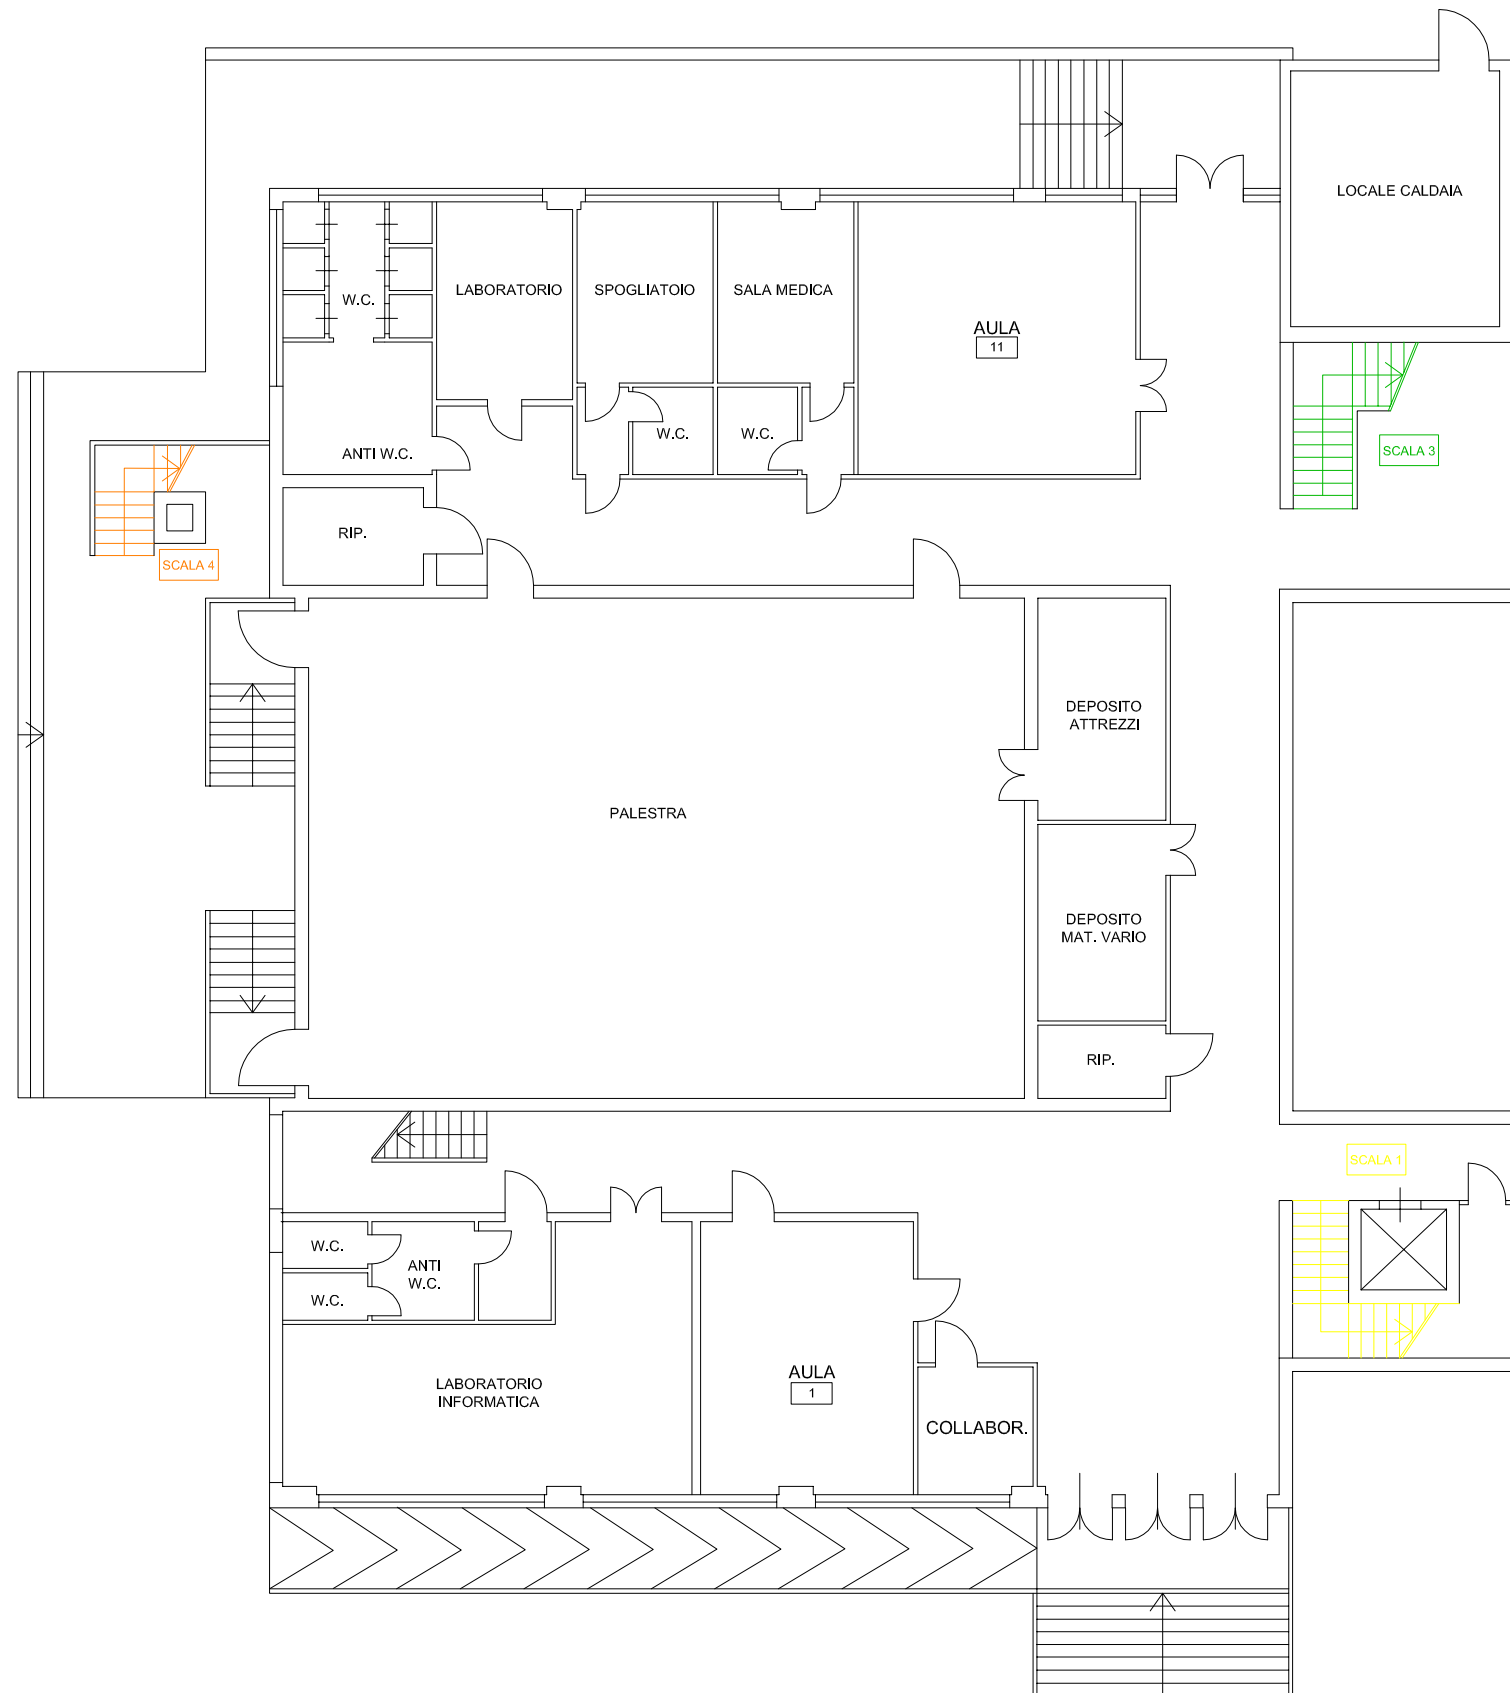 LOCALE CALDAIA
W.C.
LABORATORIO
SPOGLIATOIO
SALA MEDICA
AULA
11
SCALA 3
ANTI W.C.
W.C.
W.C.
RIP.
SCALA 4
DEPOSITO
ATTREZZI
PALESTRA
DEPOSITO
MAT. VARIO
RIP.
SCALA 1
W.C.
ANTI
W.C.
W.C.
LABORATORIO
INFORMATICA
AULA
1
COLLABOR.